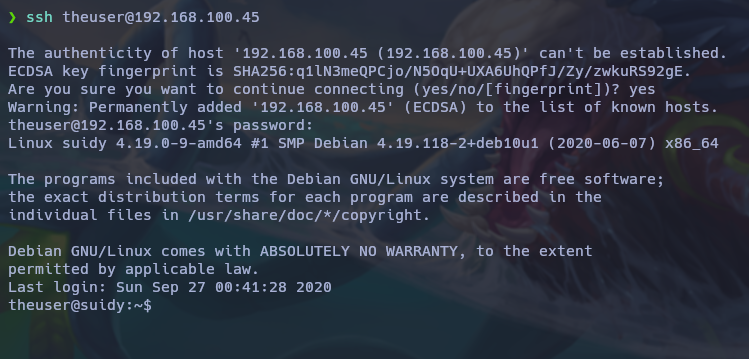 ❯ ssh theuser@192.168.100.45
The authenticity of host '192.168.100.45 (192.168.100.45)' can't be established.
ECDSA key fingerprint is SHA256:q1lN3meQPCjo/N5OqU+UXA6UhQPfJ/Zy/zwkuRS92gE.
Are you sure you want to continue connecting (yes/no/[fingerprint])? yes
Warning: Permanently added '192.168.100.45' (ECDSA) to the list of known hosts.
theuser@192.168.100.45's password:
Linux suidy 4.19.0-9-amd64 #1 SMP Debian 4.19.118-2+deb10u1 (2020-06-07) x86_64
The programs included with the Debian GNU/Linux system are free software;
the exact distribution terms for each program are described in the
individual files in /usr/share/doc/*/copyright.
Debian GNU/Linux comes with ABSOLUTELY NO WARRANTY, to the extent
permitted by applicable law.
Last login: Sun Sep 27 00:41:28 2020
theuser@suidy:~$